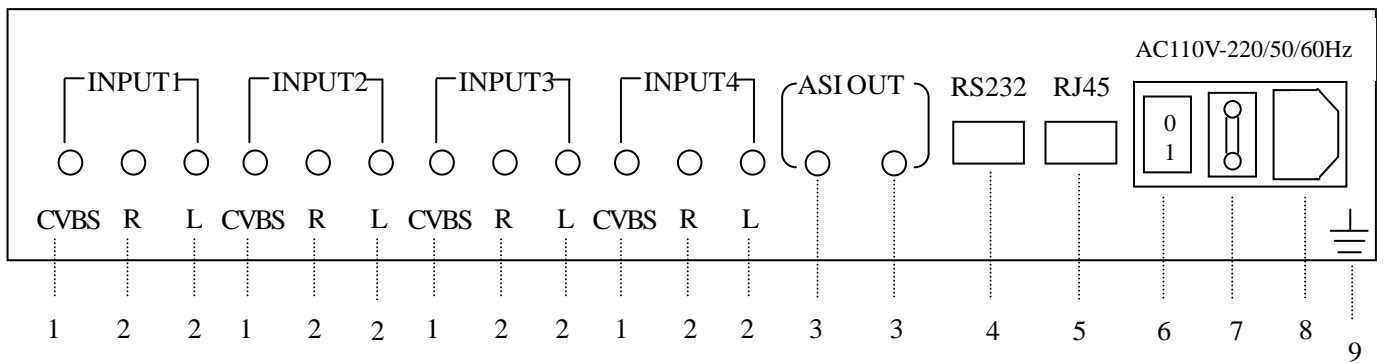 AC110V-220/50/60Hz
INPUT1 INPUT2 INPUT3 INPUT4 ASI OUT RS232 RJ45
0
1
CVBS R L CVBS R L CVBS R L CVBS R L
1 2 2 1 2 2 1 2 2 1 2 2 3 3 4 5 6 7 8
9